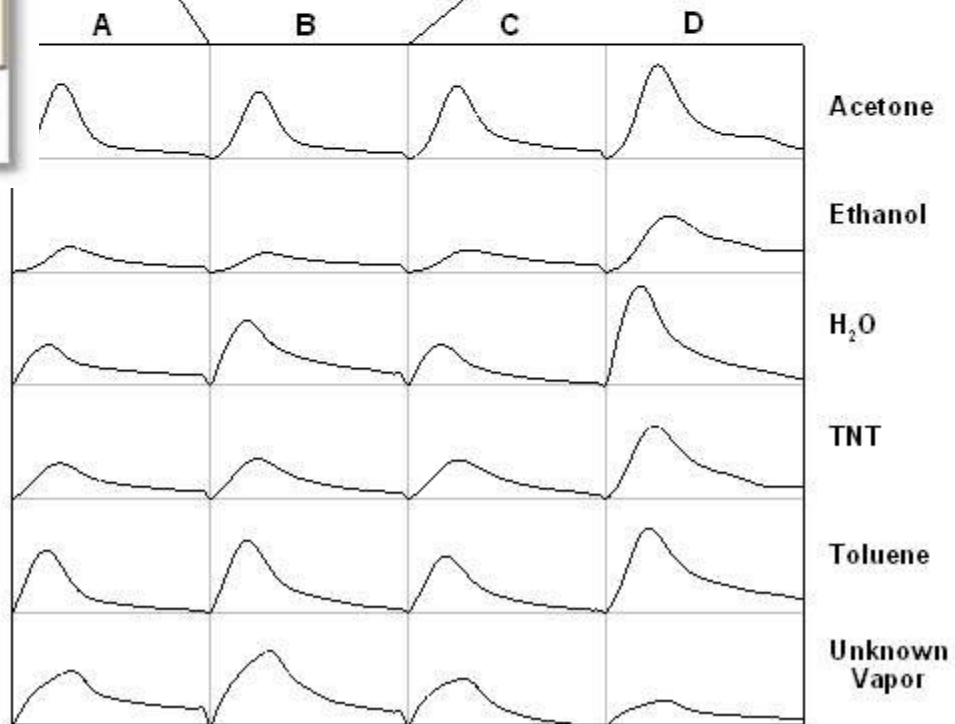 A B C D
Acetone
Ethanol
H₂O
TNT
Toluene
Unknown
Vapor